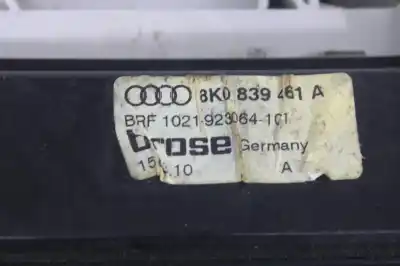 8K0 839 461 A
BRF 1021-923064-101
brose Germany
15 .10 A